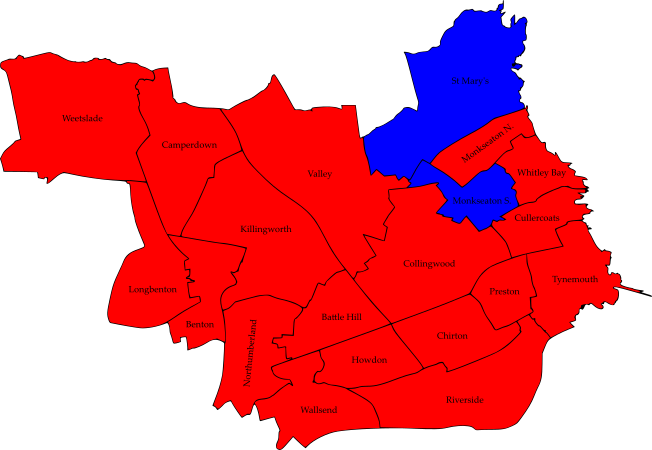 St Mary's
Weetslade
Monkseaton N.
Camperdown
Valley
Whitley Bay
Monkseaton S.
Cullercoats
Killingworth
Collingwood
Tynemouth
Longbenton
Preston
Benton
Battle Hill
Chirton
Northumberland
Howdon
Riverside
Wallsend